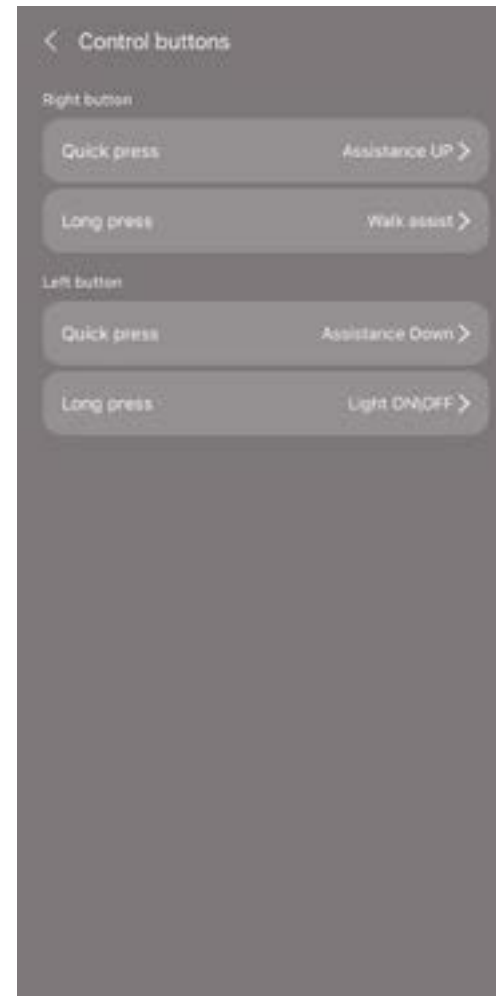 Control buttons
Right button
Quick press Assistance UP
Long press Walk assist
Left button
Quick press Assistance Down
Long press Light ON\OFF